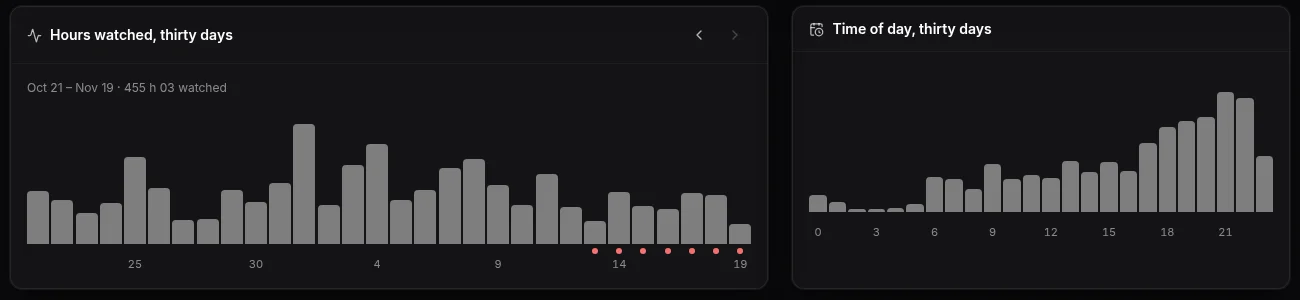 Hours watched, thirty days
Oct 21 – Nov 19 · 455 h 03 watched
25 30 4 9 14 19
Time of day, thirty days
0 3 6 9 12 15 18 21